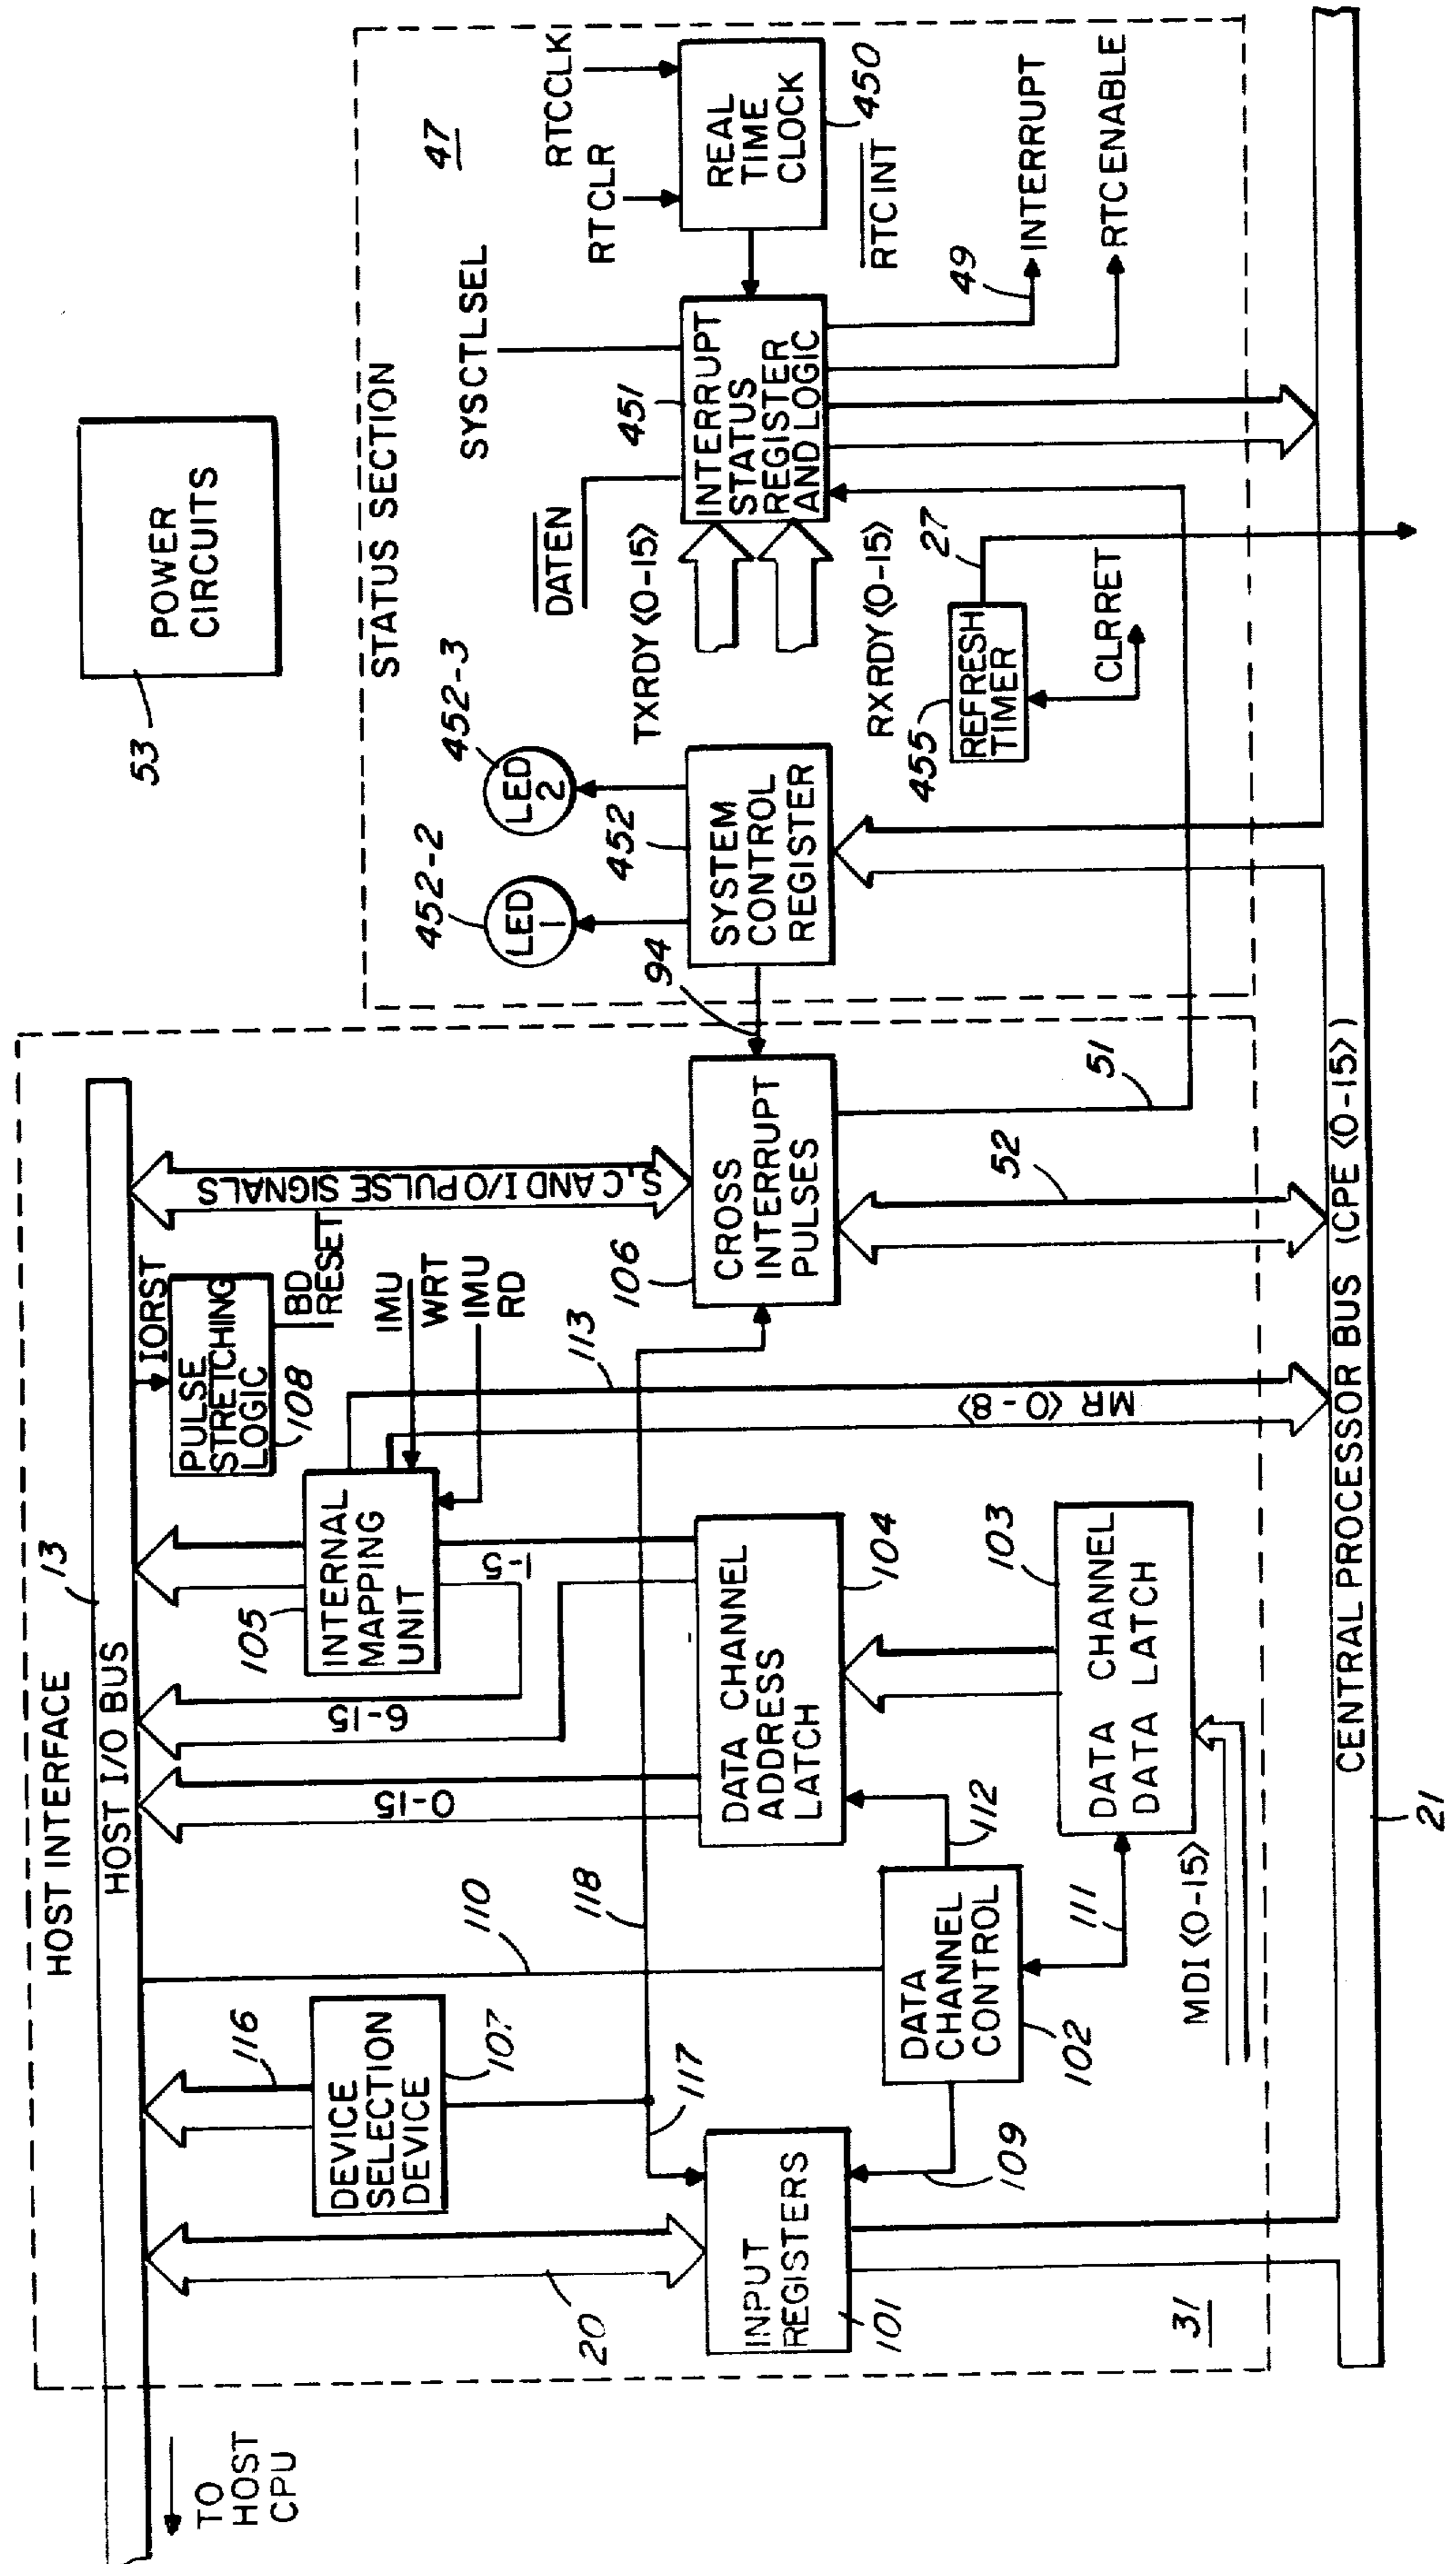 HOST INTERFACE
13
HOST I/O BUS
TO
HOST
CPU
20
116
DEVICE
SELECTION
DEVICE
107
117
110
118
INPUT
REGISTERS
101
109
DATA
CHANNEL
CONTROL
102
112
111
MDI <0-15>
31
0-15
6-15
1-5
DATA CHANNEL
ADDRESS
LATCH
104
DATA CHANNEL
DATA LATCH
103
105
INTERNAL
MAPPING
UNIT
IORST
PULSE
STRETCHING
LOGIC
108
BD
RESET
IMU
WRT
IMU
RD
113
MR <0-8>
S,C AND I/O PULSE SIGNALS
106
CROSS
INTERRUPT
PULSES
52
51
94
53
POWER
CIRCUITS
STATUS SECTION
47
452-2
452-3
LED
1
LED
2
452
SYSTEM
CONTROL
REGISTER
DATEN
SYSCTLSEL
TXRDY <0-15>
RXRDY <0-15>
451
INTERRUPT
STATUS
REGISTER
AND LOGIC
RTCLR
RTCCLK
REAL
TIME
CLOCK
450
RTCINT
455
REFRESH
TIMER
27
CLRRET
49
INTERRUPT
RTC ENABLE
CENTRAL PROCESSOR BUS (CPE <0-15>)
21